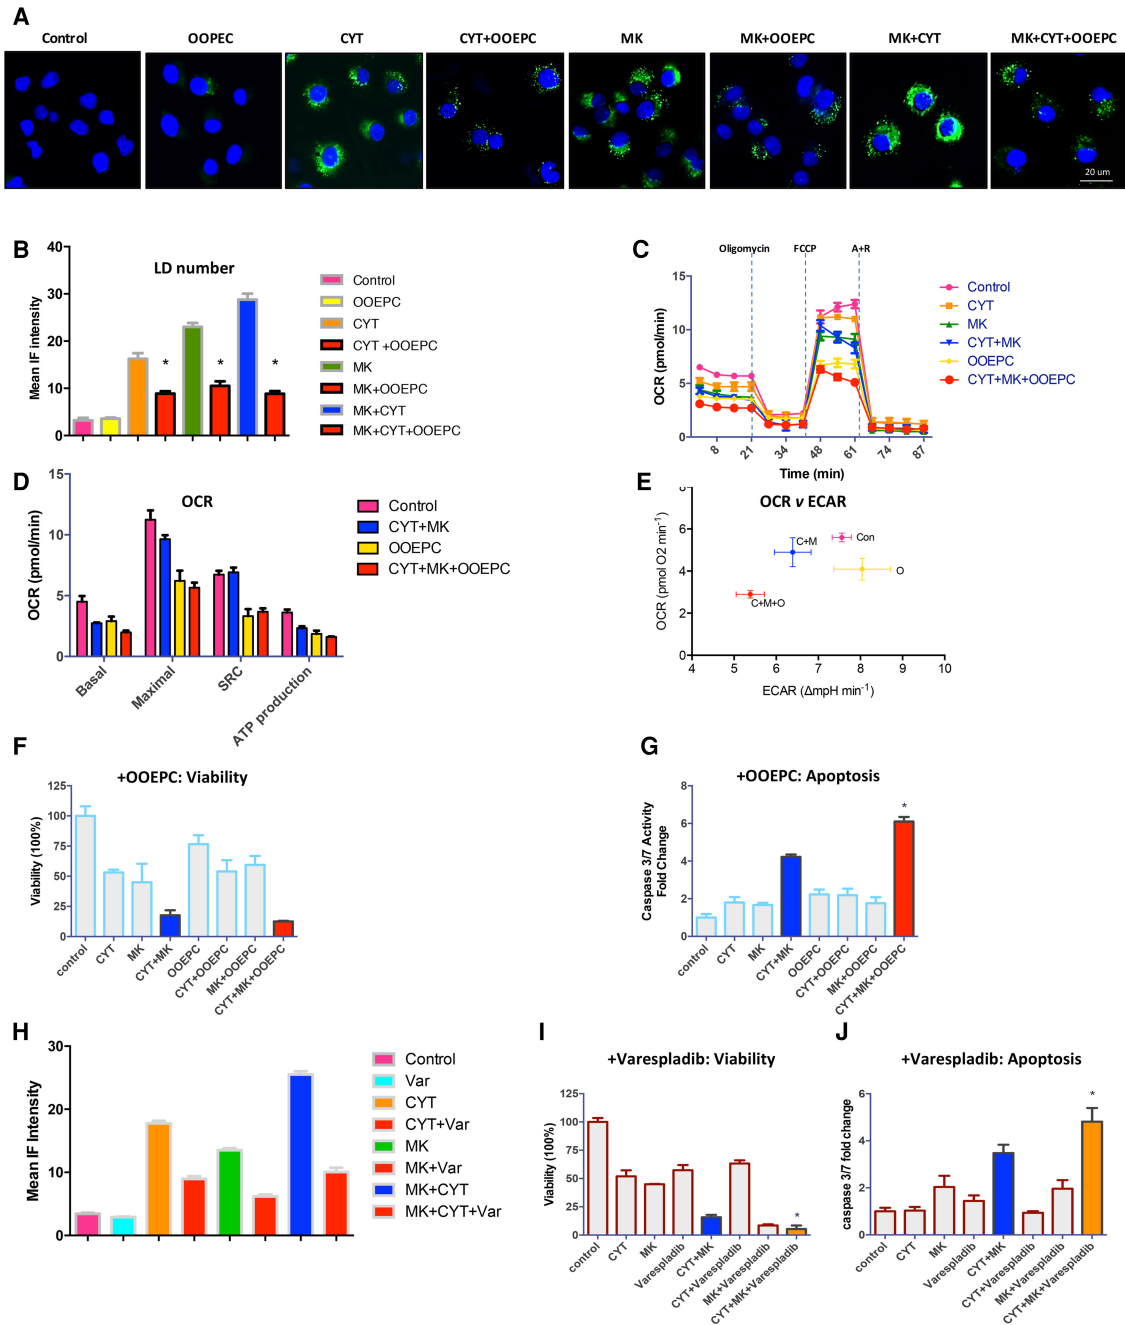 A
Control OOPEC CYT CYT+OOEPC MK MK+OOEPC MK+CYT MK+CYT+OOEPC
20 um
B
LD number
Mean IF intensity
40
30
20
10
0
* * *
Control
OOEPC
CYT
CYT +OOEPC
MK
MK+OOEPC
MK+CYT
MK+CYT+OOEPC
C
Oligomycin FCCP A+R
OCR (pmol/min)
15
10
5
0
8 21 34 48 61 74 87
Time (min)
Control
CYT
MK
CYT+MK
OOEPC
CYT+MK+OOEPC
D
OCR
OCR (pmol/min)
15
10
5
0
Basal Maximal SRC ATP production
Control
CYT+MK
OOEPC
CYT+MK+OOEPC
E
OCR v ECAR
OCR (pmol O2 min-1)
6
4
2
0
4 5 6 7 8 9 10
ECAR (ΔmpH min-1)
C+M
Con
O
C+M+O
F
+OOEPC: Viability
Viability (100%)
125
100
75
50
25
0
control CYT MK CYT+MK OOEPC CYT+OOEPC MK+OOEPC CYT+MK+OOEPC
G
+OOEPC: Apoptosis
Caspase 3/7 Activity
Fold Change
8
6
4
2
0
*
control CYT MK CYT+MK OOEPC CYT+OOEPC MK+OOEPC CYT+MK+OOEPC
H
Mean IF Intensity
30
20
10
0
Control
Var
CYT
CYT+Var
MK
MK+Var
MK+CYT
MK+CYT+Var
I
+Varespladib: Viability
Viability (100%)
125
100
75
50
25
0
*
control CYT MK Varespladib CYT+MK CYT+Varespladib MK+Varespladib CYT+MK+Varespladib
J
+Varespladib: Apoptosis
caspase 3/7 fold change
6
4
2
0
*
control CYT MK Varespladib CYT+MK CYT+Varespladib MK+Varespladib CYT+MK+Varespladib